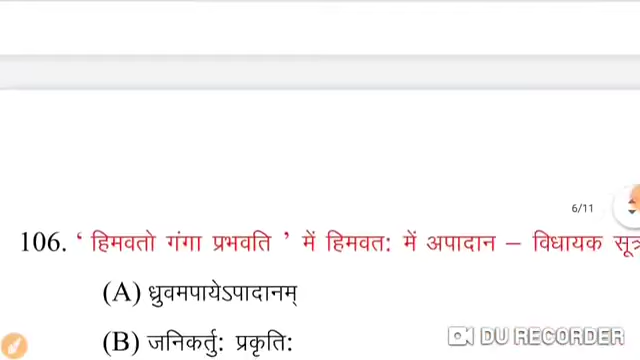 6/11
106. ‘ हिमवतो गंगा प्रभवति ’ में हिमवत: में अपादान – विधायक सूत्र
(A) ध्रुवमपायेऽपादानम्
(B) जनिकर्तु: प्रकृति:
DU RECORDER